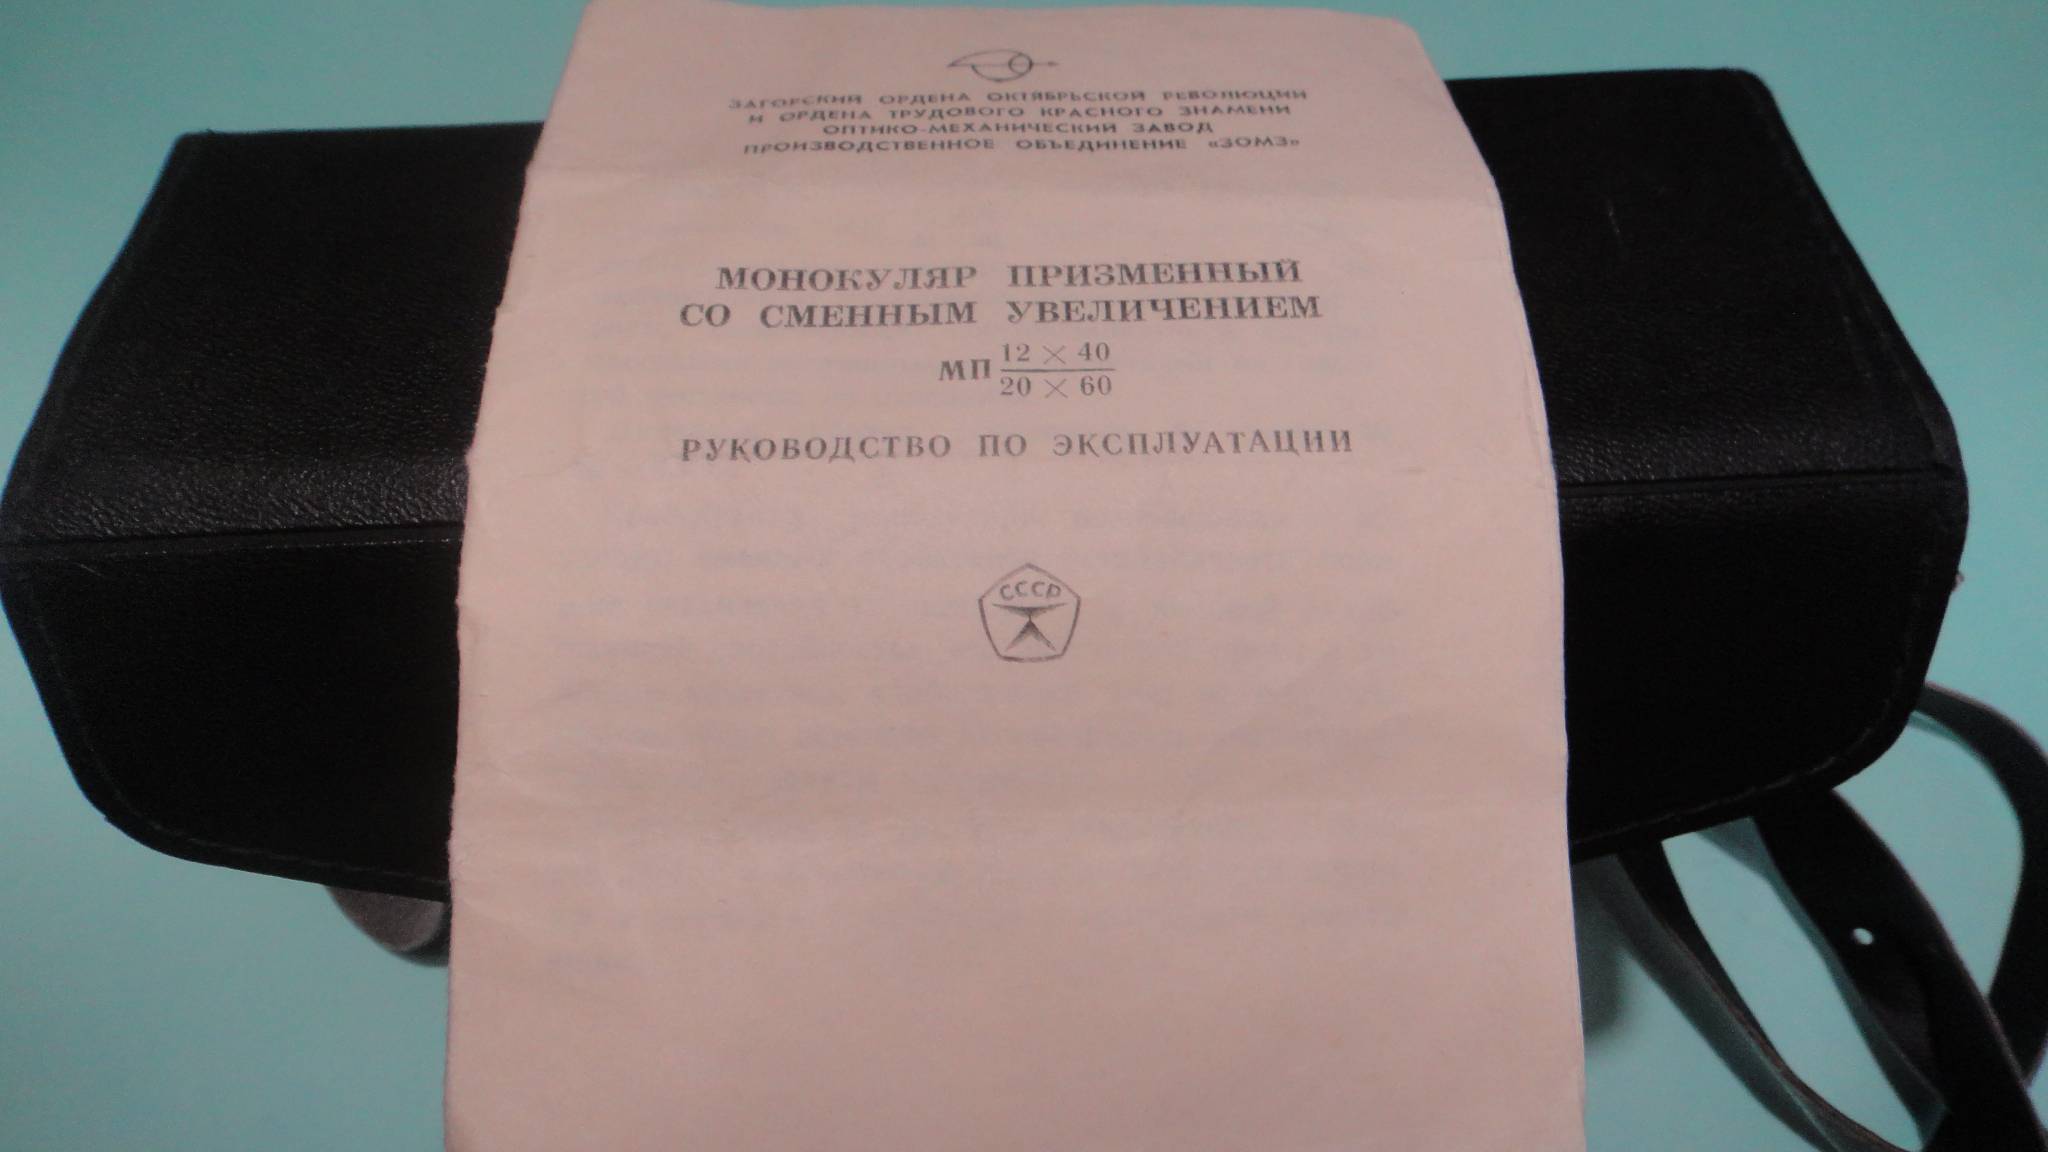 ЗАГОРСКИЙ ОРДЕНА ОКТЯБРЬСКОЙ РЕВОЛЮЦИИ
И ОРДЕНА ТРУДОВОГО КРАСНОГО ЗНАМЕНИ
ОПТИКО-МЕХАНИЧЕСКИЙ ЗАВОД
ПРОИЗВОДСТВЕННОЕ ОБЪЕДИНЕНИЕ «ЗОМЗ»
МОНОКУЛЯР ПРИЗМЕННЫЙ
СО СМЕННЫМ УВЕЛИЧЕНИЕМ
МП 12 × 40
20 × 60
РУКОВОДСТВО ПО ЭКСПЛУАТАЦИИ
СССР